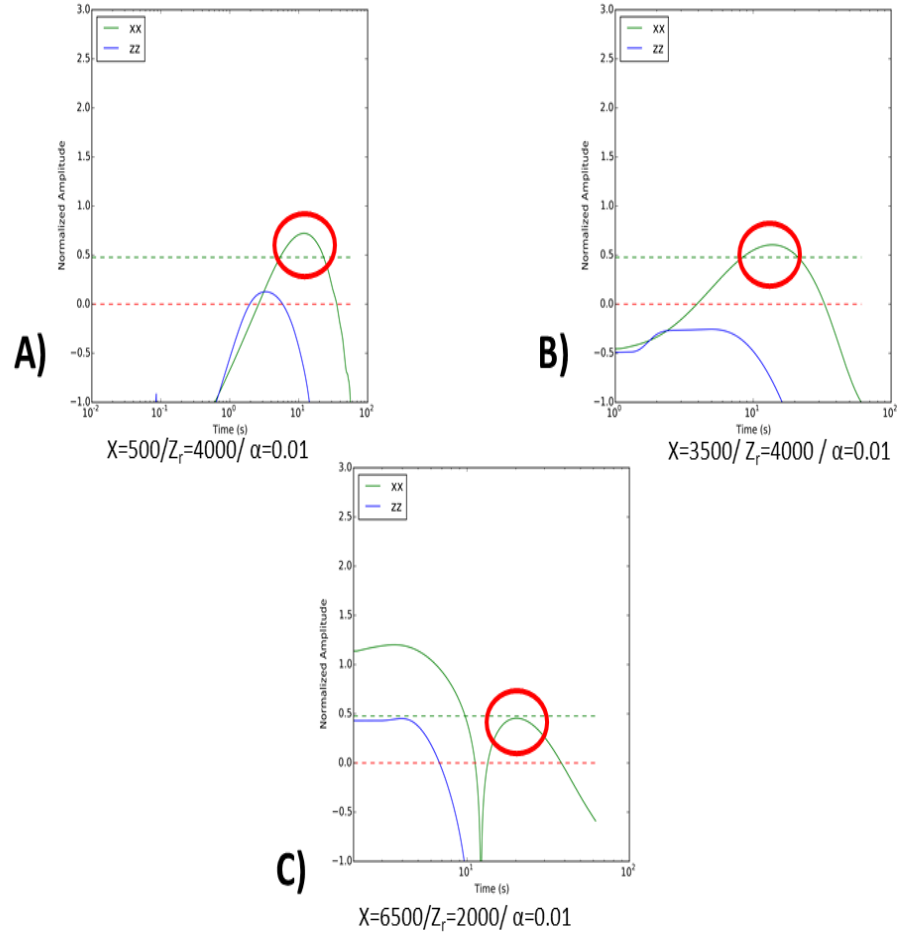 A)
xx
zz
3.0
2.5
2.0
1.5
1.0
0.5
0.0
−0.5
−1.0
Normalized Amplitude
10⁻² 10⁻¹ 10⁰ 10¹ 10²
Time (s)
X=500/Zᵣ=4000/ α=0.01
B)
xx
zz
3.0
2.5
2.0
1.5
1.0
0.5
0.0
−0.5
−1.0
Normalized Amplitude
10⁰ 10¹ 10²
Time (s)
X=3500/ Zᵣ=4000 / α=0.01
C)
xx
zz
3.0
2.5
2.0
1.5
1.0
0.5
0.0
−0.5
−1.0
Normalized Amplitude
10¹ 10²
Time (s)
X=6500/Zᵣ=2000/ α=0.01